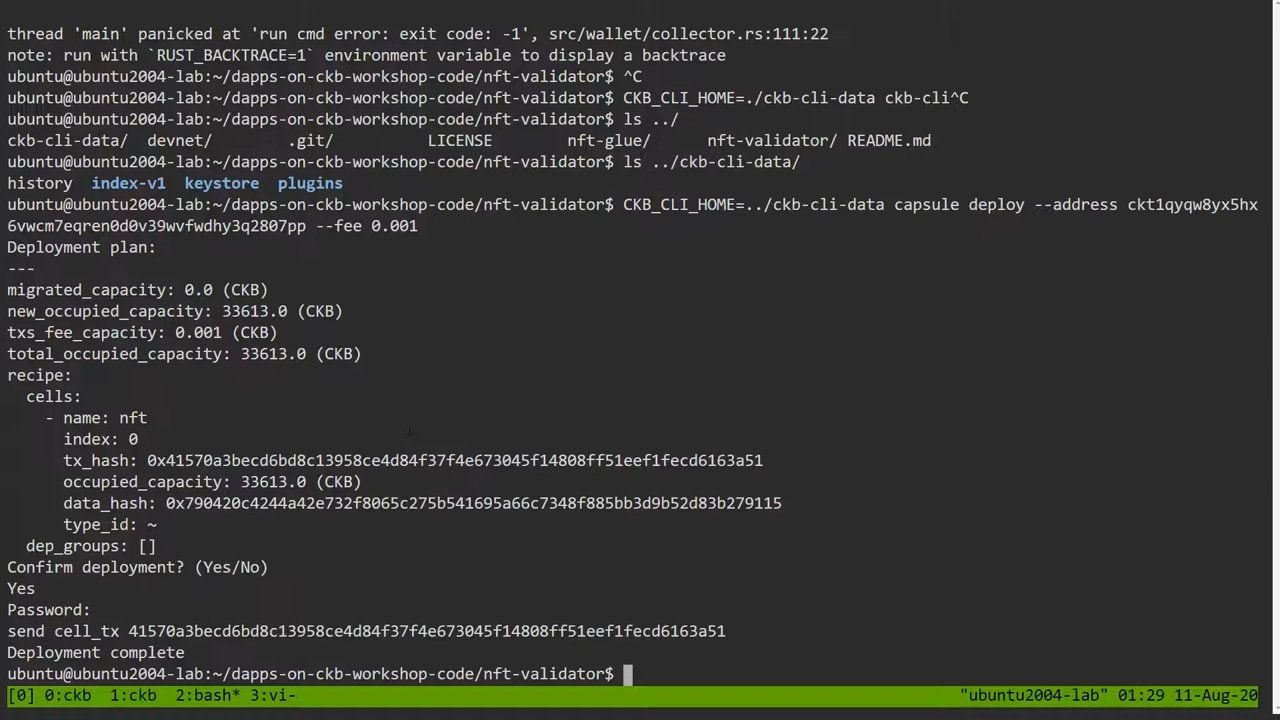 thread 'main' panicked at 'run cmd error: exit code: -1', src/wallet/collector.rs:111:22
note: run with `RUST_BACKTRACE=1` environment variable to display a backtrace
ubuntu@ubuntu2004-lab:~/dapps-on-ckb-workshop-code/nft-validator$ ^C
ubuntu@ubuntu2004-lab:~/dapps-on-ckb-workshop-code/nft-validator$ CKB_CLI_HOME=./ckb-cli-data ckb-cli^C
ubuntu@ubuntu2004-lab:~/dapps-on-ckb-workshop-code/nft-validator$ ls ../
ckb-cli-data/  devnet/        .git/          LICENSE        nft-glue/      nft-validator/ README.md
ubuntu@ubuntu2004-lab:~/dapps-on-ckb-workshop-code/nft-validator$ ls ../ckb-cli-data/
history  index-v1  keystore  plugins
ubuntu@ubuntu2004-lab:~/dapps-on-ckb-workshop-code/nft-validator$ CKB_CLI_HOME=../ckb-cli-data capsule deploy --address ckt1qyqw8yx5hx
6vwcm7eqren0d0v39wvfwdhy3q2807pp --fee 0.001
Deployment plan:
---
migrated_capacity: 0.0 (CKB)
new_occupied_capacity: 33613.0 (CKB)
txs_fee_capacity: 0.001 (CKB)
total_occupied_capacity: 33613.0 (CKB)
recipe:
  cells:
    - name: nft
      index: 0
      tx_hash: 0x41570a3becd6bd8c13958ce4d84f37f4e673045f14808ff51eef1fecd6163a51
      occupied_capacity: 33613.0 (CKB)
      data_hash: 0x790420c4244a42e732f8065c275b541695a66c7348f885bb3d9b52d83b279115
      type_id: ~
  dep_groups: []
Confirm deployment? (Yes/No)
Yes
Password:
send cell_tx 41570a3becd6bd8c13958ce4d84f37f4e673045f14808ff51eef1fecd6163a51
Deployment complete
ubuntu@ubuntu2004-lab:~/dapps-on-ckb-workshop-code/nft-validator$
[0] 0:ckb  1:ckb  2:bash* 3:vi-    "ubuntu2004-lab" 01:29 11-Aug-20